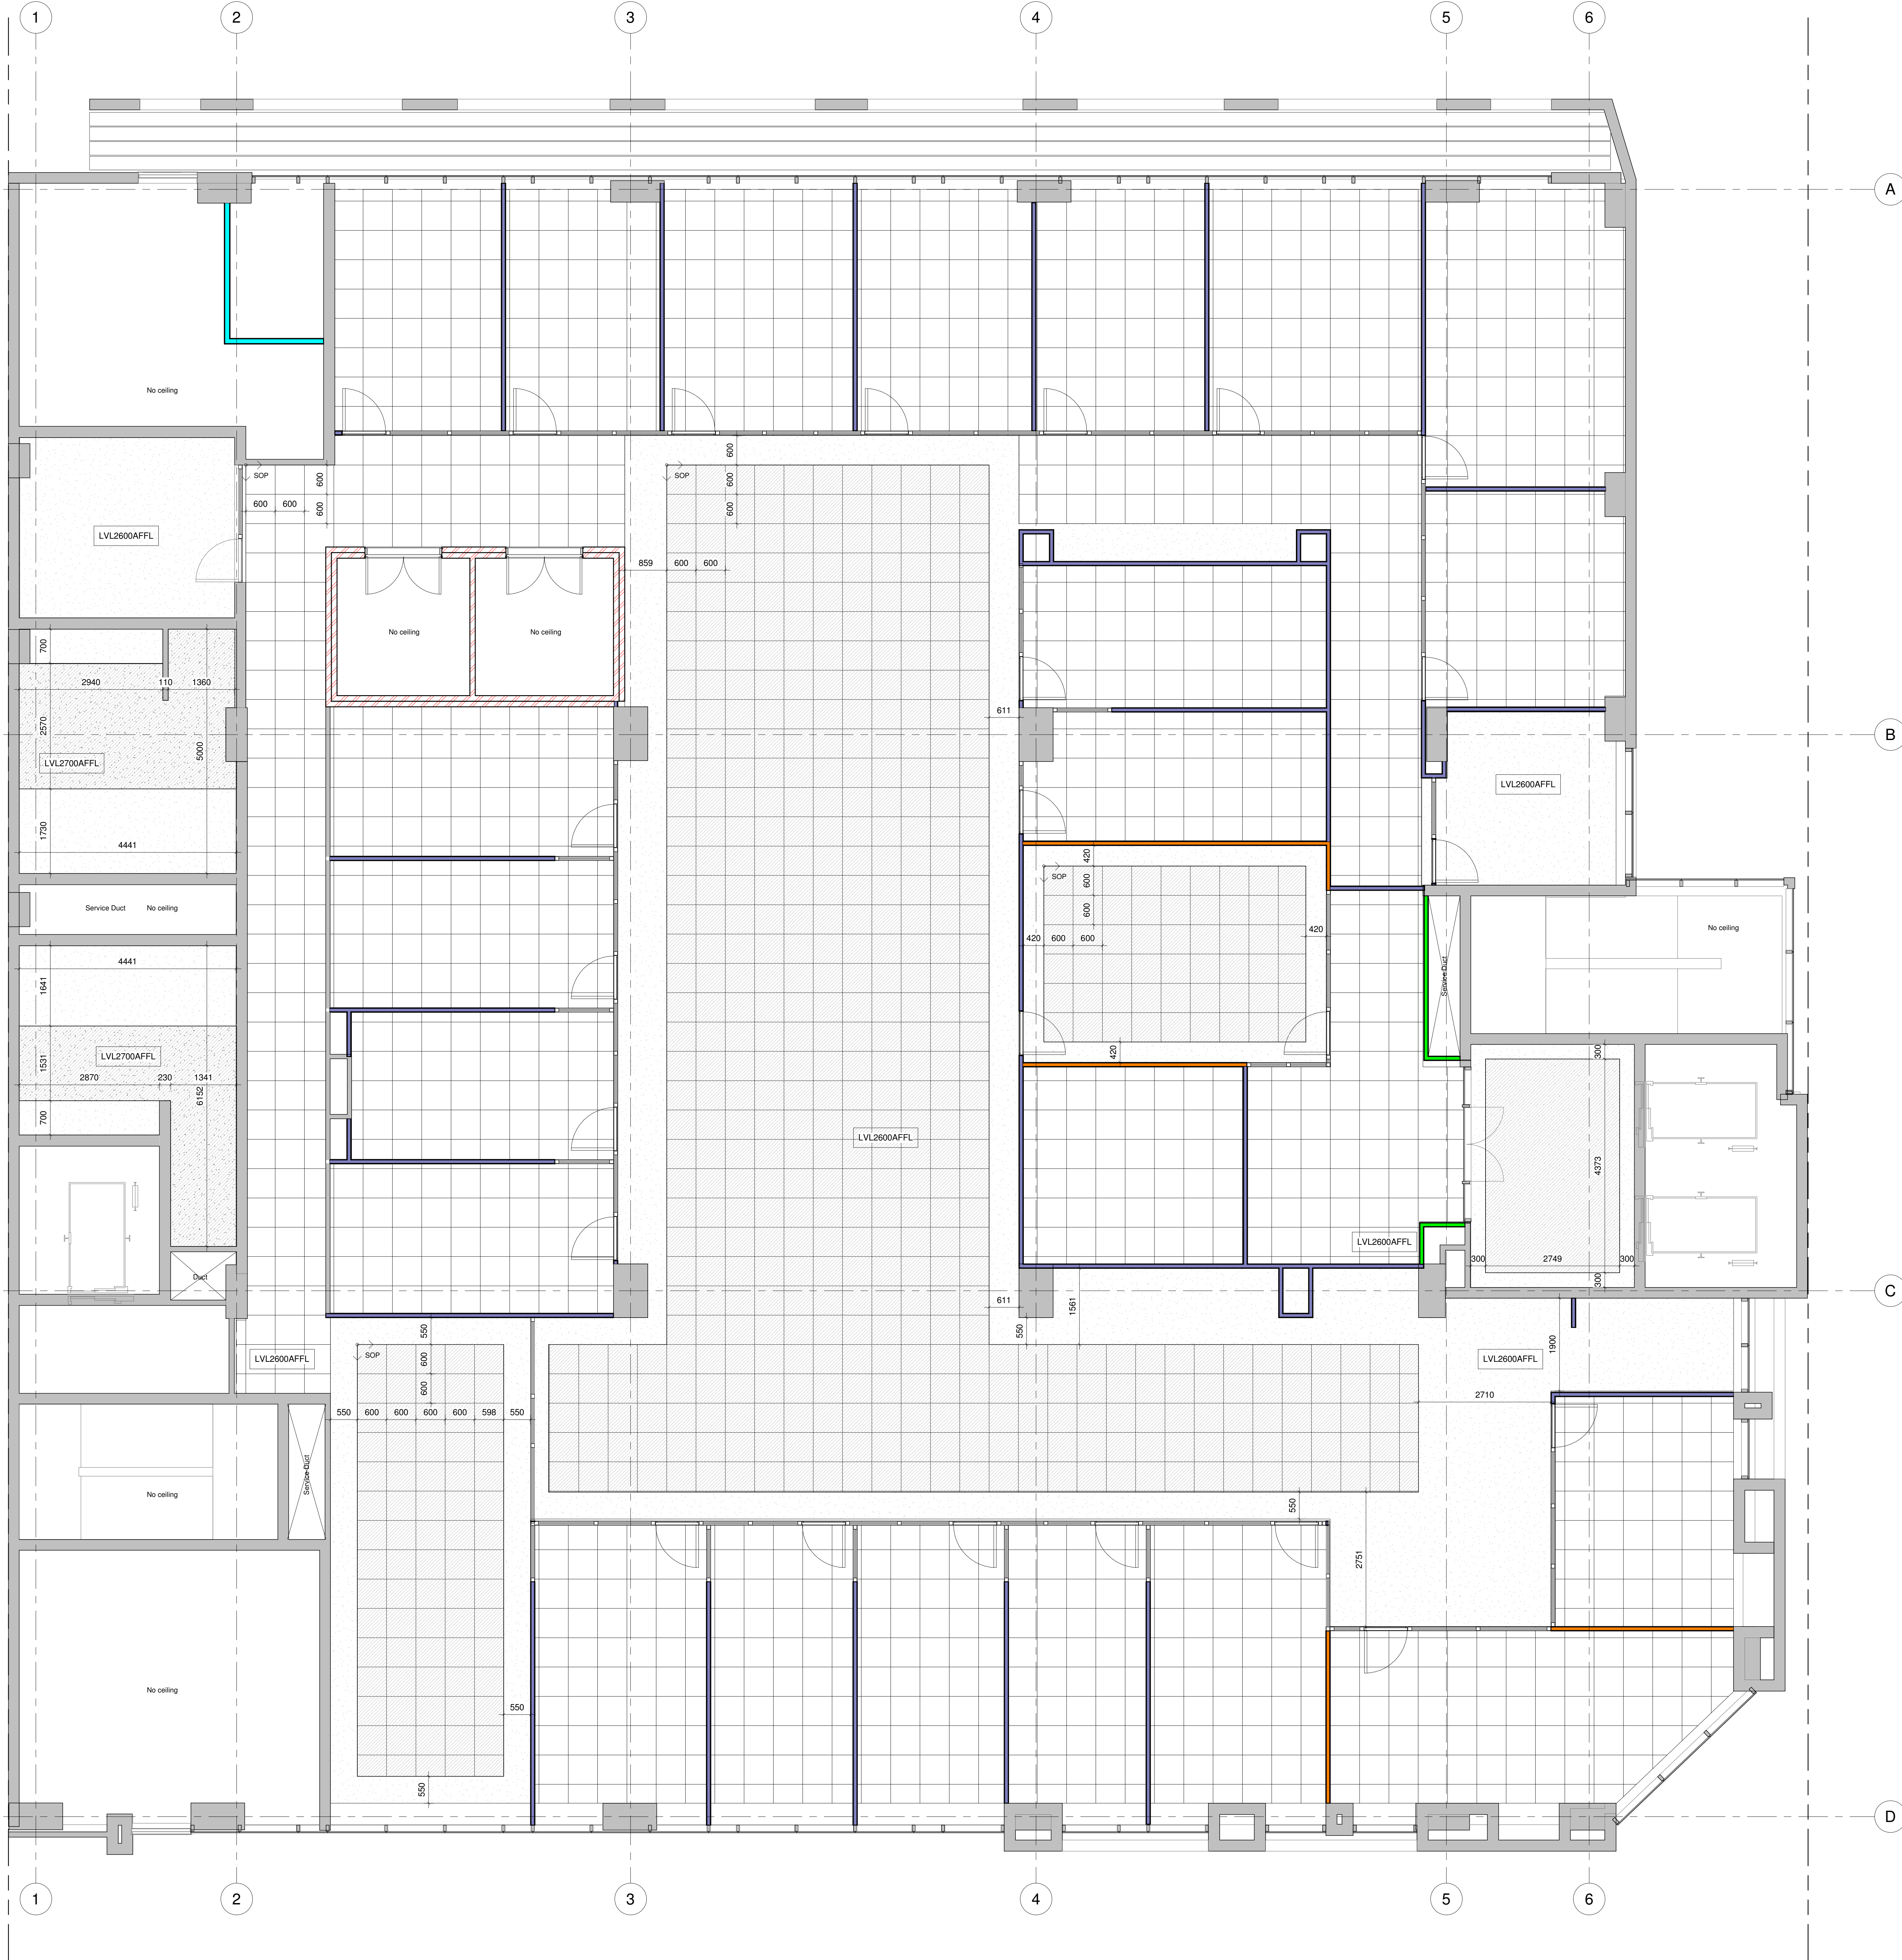 1 2 3 4 5 6
A
No ceiling
600
SOP
SOP
600
600
600 600
600
600
LVL2600AFFL
859 600 600
No ceiling No ceiling
700
2940 110 1360
611
2570
5000
B
LVL2700AFFL
LVL2600AFFL
1730
4441
420
SOP
600
Service Duct No ceiling
600
No ceiling
420 600 600 420
4441
1641
Service Duct
LVL2700AFFL
420
300
1531
2870 230 1341
6152
700
LVL2600AFFL
4373
LVL2600AFFL
300 2749 300
Duct
300
C
611
1561
550
550
SOP
LVL2600AFFL
600
LVL2600AFFL
1900
600
2710
550 600 600 600 600 598 550
Service Duct
No ceiling
550
2751
No ceiling
550
550
D
1 2 3 4 5 6